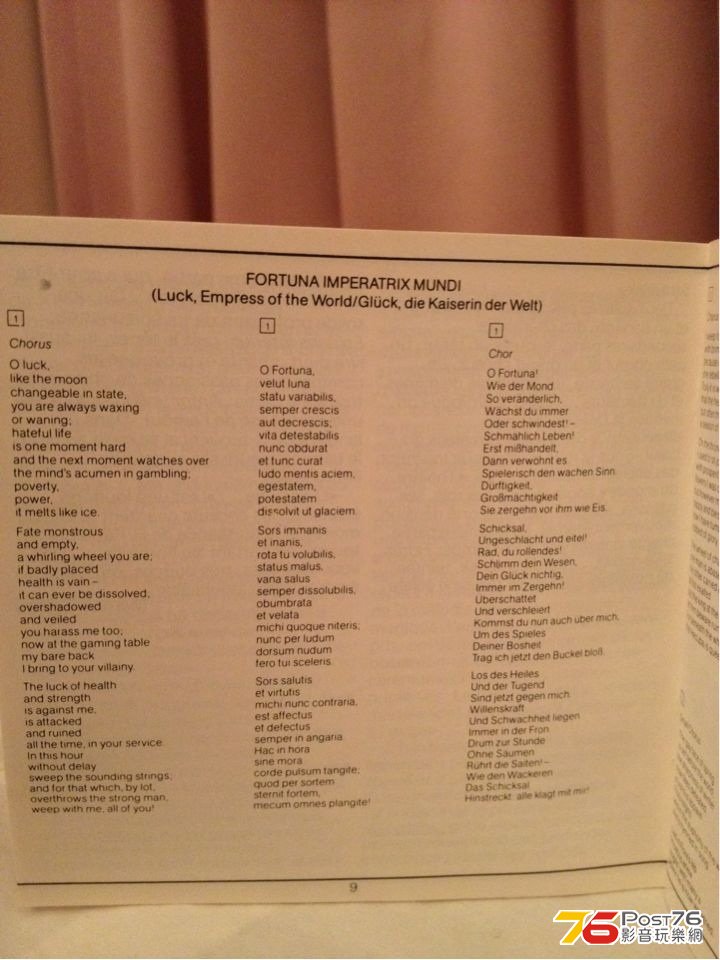 FORTUNA IMPERATRIX MUNDI
(Luck, Empress of the World/Glück, die Kaiserin der Welt)
1
Chorus
O luck,
like the moon
changeable in state,
you are always waxing
or waning;
hateful life
is one moment hard
and the next moment watches over
the mind's acumen in gambling;
poverty,
power,
it melts like ice.
Fate monstrous
and empty,
a whirling wheel you are;
if badly placed
health is vain –
it can ever be dissolved;
overshadowed
and veiled
you harass me too;
now at the gaming table
my bare back
I bring to your villainy.
The luck of health
and strength
is against me,
is attacked
and ruined
all the time, in your service.
In this hour
without delay
sweep the sounding strings;
and for that which, by lot,
overthrows the strong man,
weep with me, all of you!
1
O Fortuna,
velut luna
statu variabilis,
semper crescis
aut decrescis;
vita detestabilis
nunc obdurat
et tunc curat
ludo mentis aciem,
egestatem,
potestatem
dissolvit ut glaciem.
Sors immanis
et inanis,
rota tu volubilis,
status malus,
vana salus
semper dissolubilis,
obumbrata
et velata
michi quoque niteris;
nunc per ludum
dorsum nudum
fero tui sceleris.
Sors salutis
et virtutis
michi nunc contraria,
est affectus
et defectus
semper in angaria.
Hac in hora
sine mora
corde pulsum tangite;
quod per sortem
sternit fortem,
mecum omnes plangite!
1
Chor
O Fortuna!
Wie der Mond
So veränderlich,
Wächst du immer
Oder schwindest! –
Schmählich Leben!
Erst mißhandelt,
Dann verwöhnt es
Spielerisch den wachen Sinn.
Dürftigkeit,
Großmächtigkeit
Sie zergehn vor ihm wie Eis.
Schicksal,
Ungeschlacht und eitel!
Rad, du rollendes!
Schlimm dein Wesen,
Dein Glück nichtig,
Immer im Zergehn!
Überschattet
Und verschleiert
Kommst du nun auch über mich.
Um des Spieles
Deiner Bosheit
Trag ich jetzt den Buckel bloß.
Los des Heiles
Und der Tugend
Sind jetzt gegen mich.
Willenskraft
Und Schwachheit liegen
Immer in der Fron.
Drum zur Stunde
Ohne Säumen
Rührt die Saiten! –
Wie den Wackeren
Das Schicksal
Hinstreckt: alle klagt mit mir!
9
76 Post76
影音玩樂網